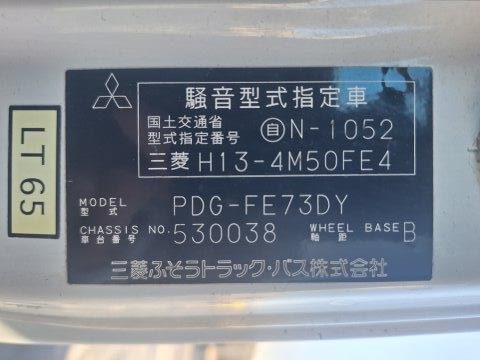 騒音型式指定車
国土交通省
型式指定番号 自N-1052
三菱 H13-4M50FE4
LT65
MODEL
型式 PDG-FE73DY
CHASSIS NO. 530038 WHEEL BASE B
車台番号 軸距
三菱ふそうトラック・バス株式会社